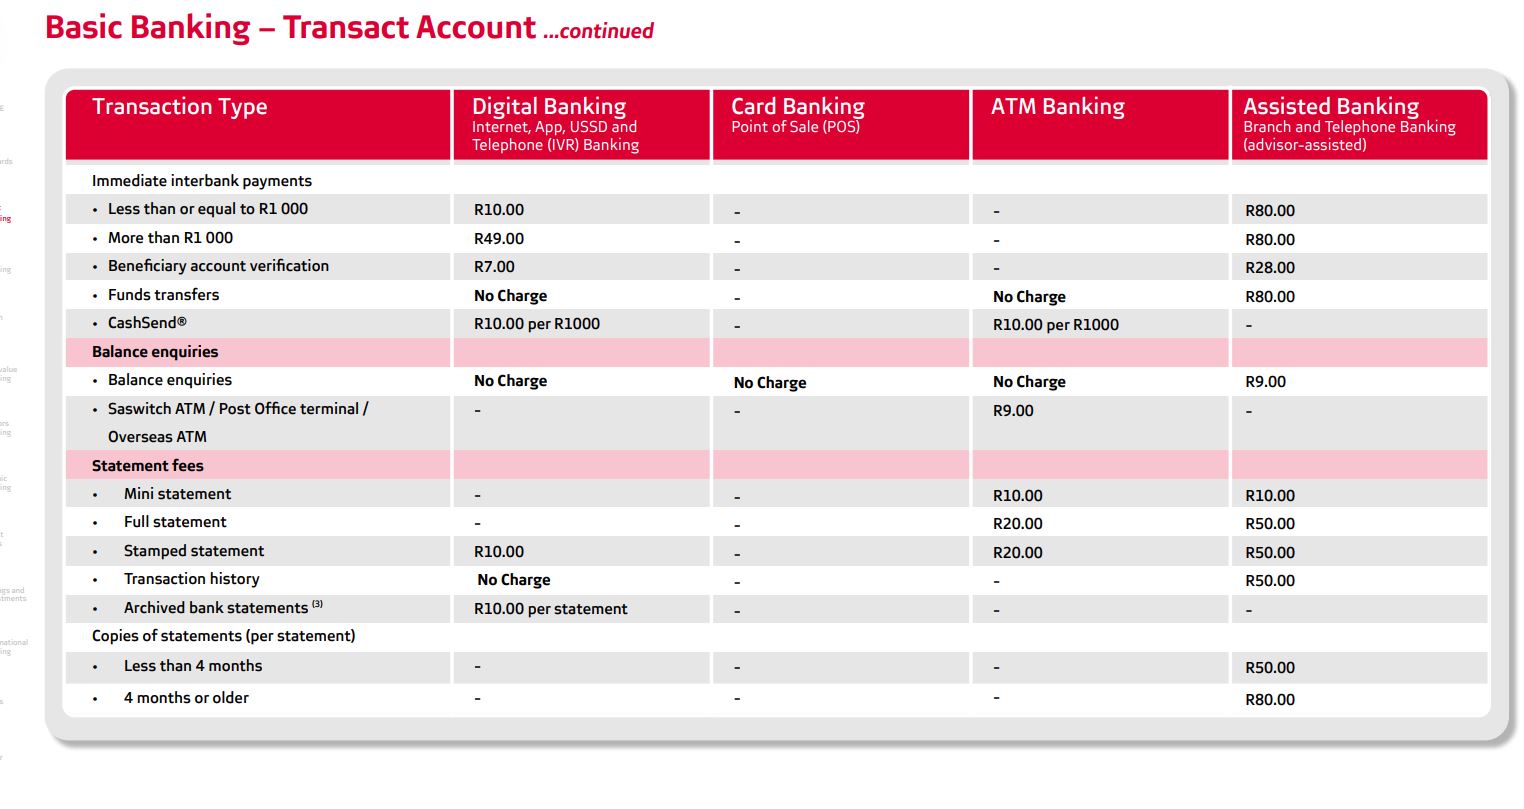 Basic Banking – Transact Account ...continued
Transaction Type
Digital Banking
Internet, App, USSD and
Telephone (IVR) Banking
Card Banking
Point of Sale (POS)
ATM Banking
Assisted Banking
Branch and Telephone Banking
(advisor-assisted)
Immediate interbank payments
• Less than or equal to R1 000 R10.00 – – R80.00
• More than R1 000 R49.00 – – R80.00
• Beneficiary account verification R7.00 – – R28.00
• Funds transfers No Charge – No Charge R80.00
• CashSend® R10.00 per R1000 – R10.00 per R1000 –
Balance enquiries
• Balance enquiries No Charge No Charge No Charge R9.00
• Saswitch ATM / Post Office terminal / – – R9.00 –
Overseas ATM
Statement fees
• Mini statement – – R10.00 R10.00
• Full statement – – R20.00 R50.00
• Stamped statement R10.00 – R20.00 R50.00
• Transaction history No Charge – – R50.00
• Archived bank statements (3) R10.00 per statement – – –
Copies of statements (per statement)
• Less than 4 months – – – R50.00
• 4 months or older – – – R80.00